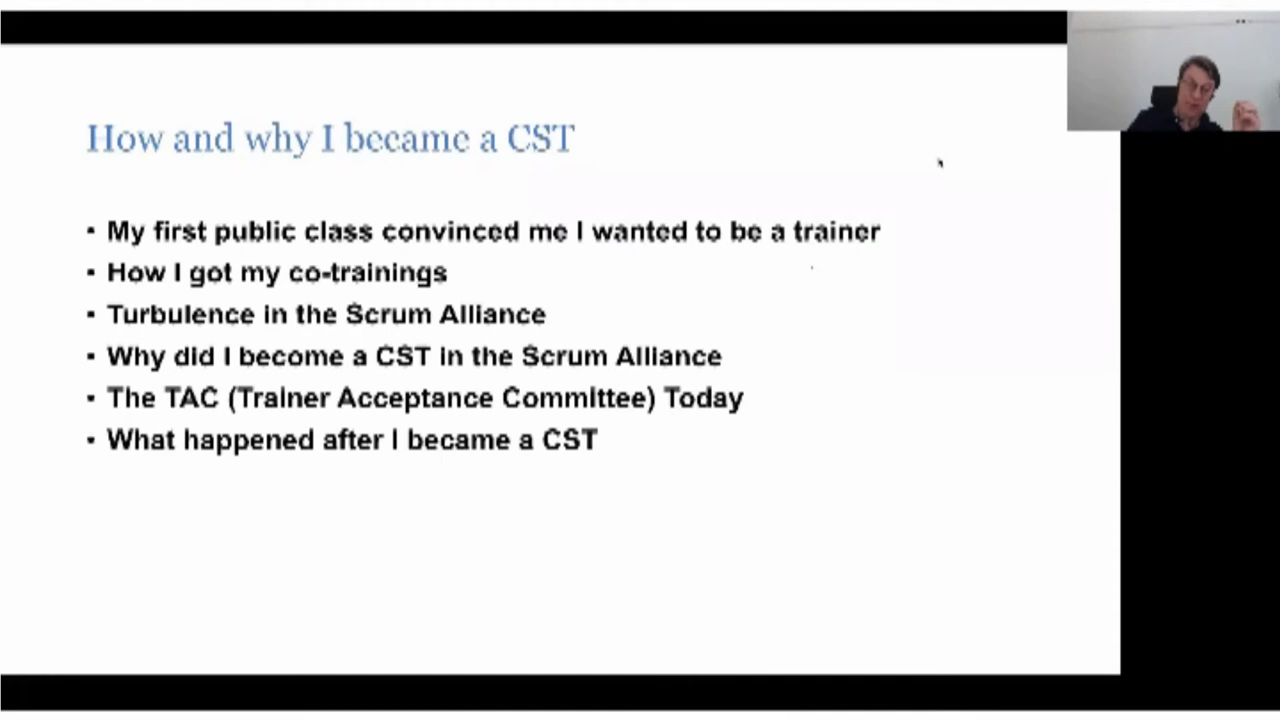 How and why I became a CST
▪ My first public class convinced me I wanted to be a trainer
▪ How I got my co-trainings
▪ Turbulence in the Scrum Alliance
▪ Why did I become a CST in the Scrum Alliance
▪ The TAC (Trainer Acceptance Committee) Today
▪ What happened after I became a CST